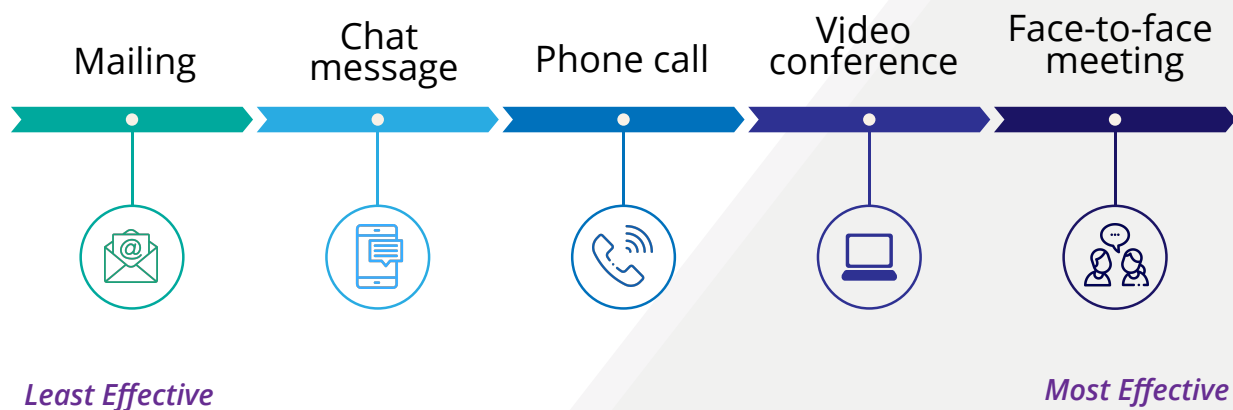 Mailing
Chat
message
Phone call
Video
conference
Face-to-face
meeting
@
Least Effective
Most Effective